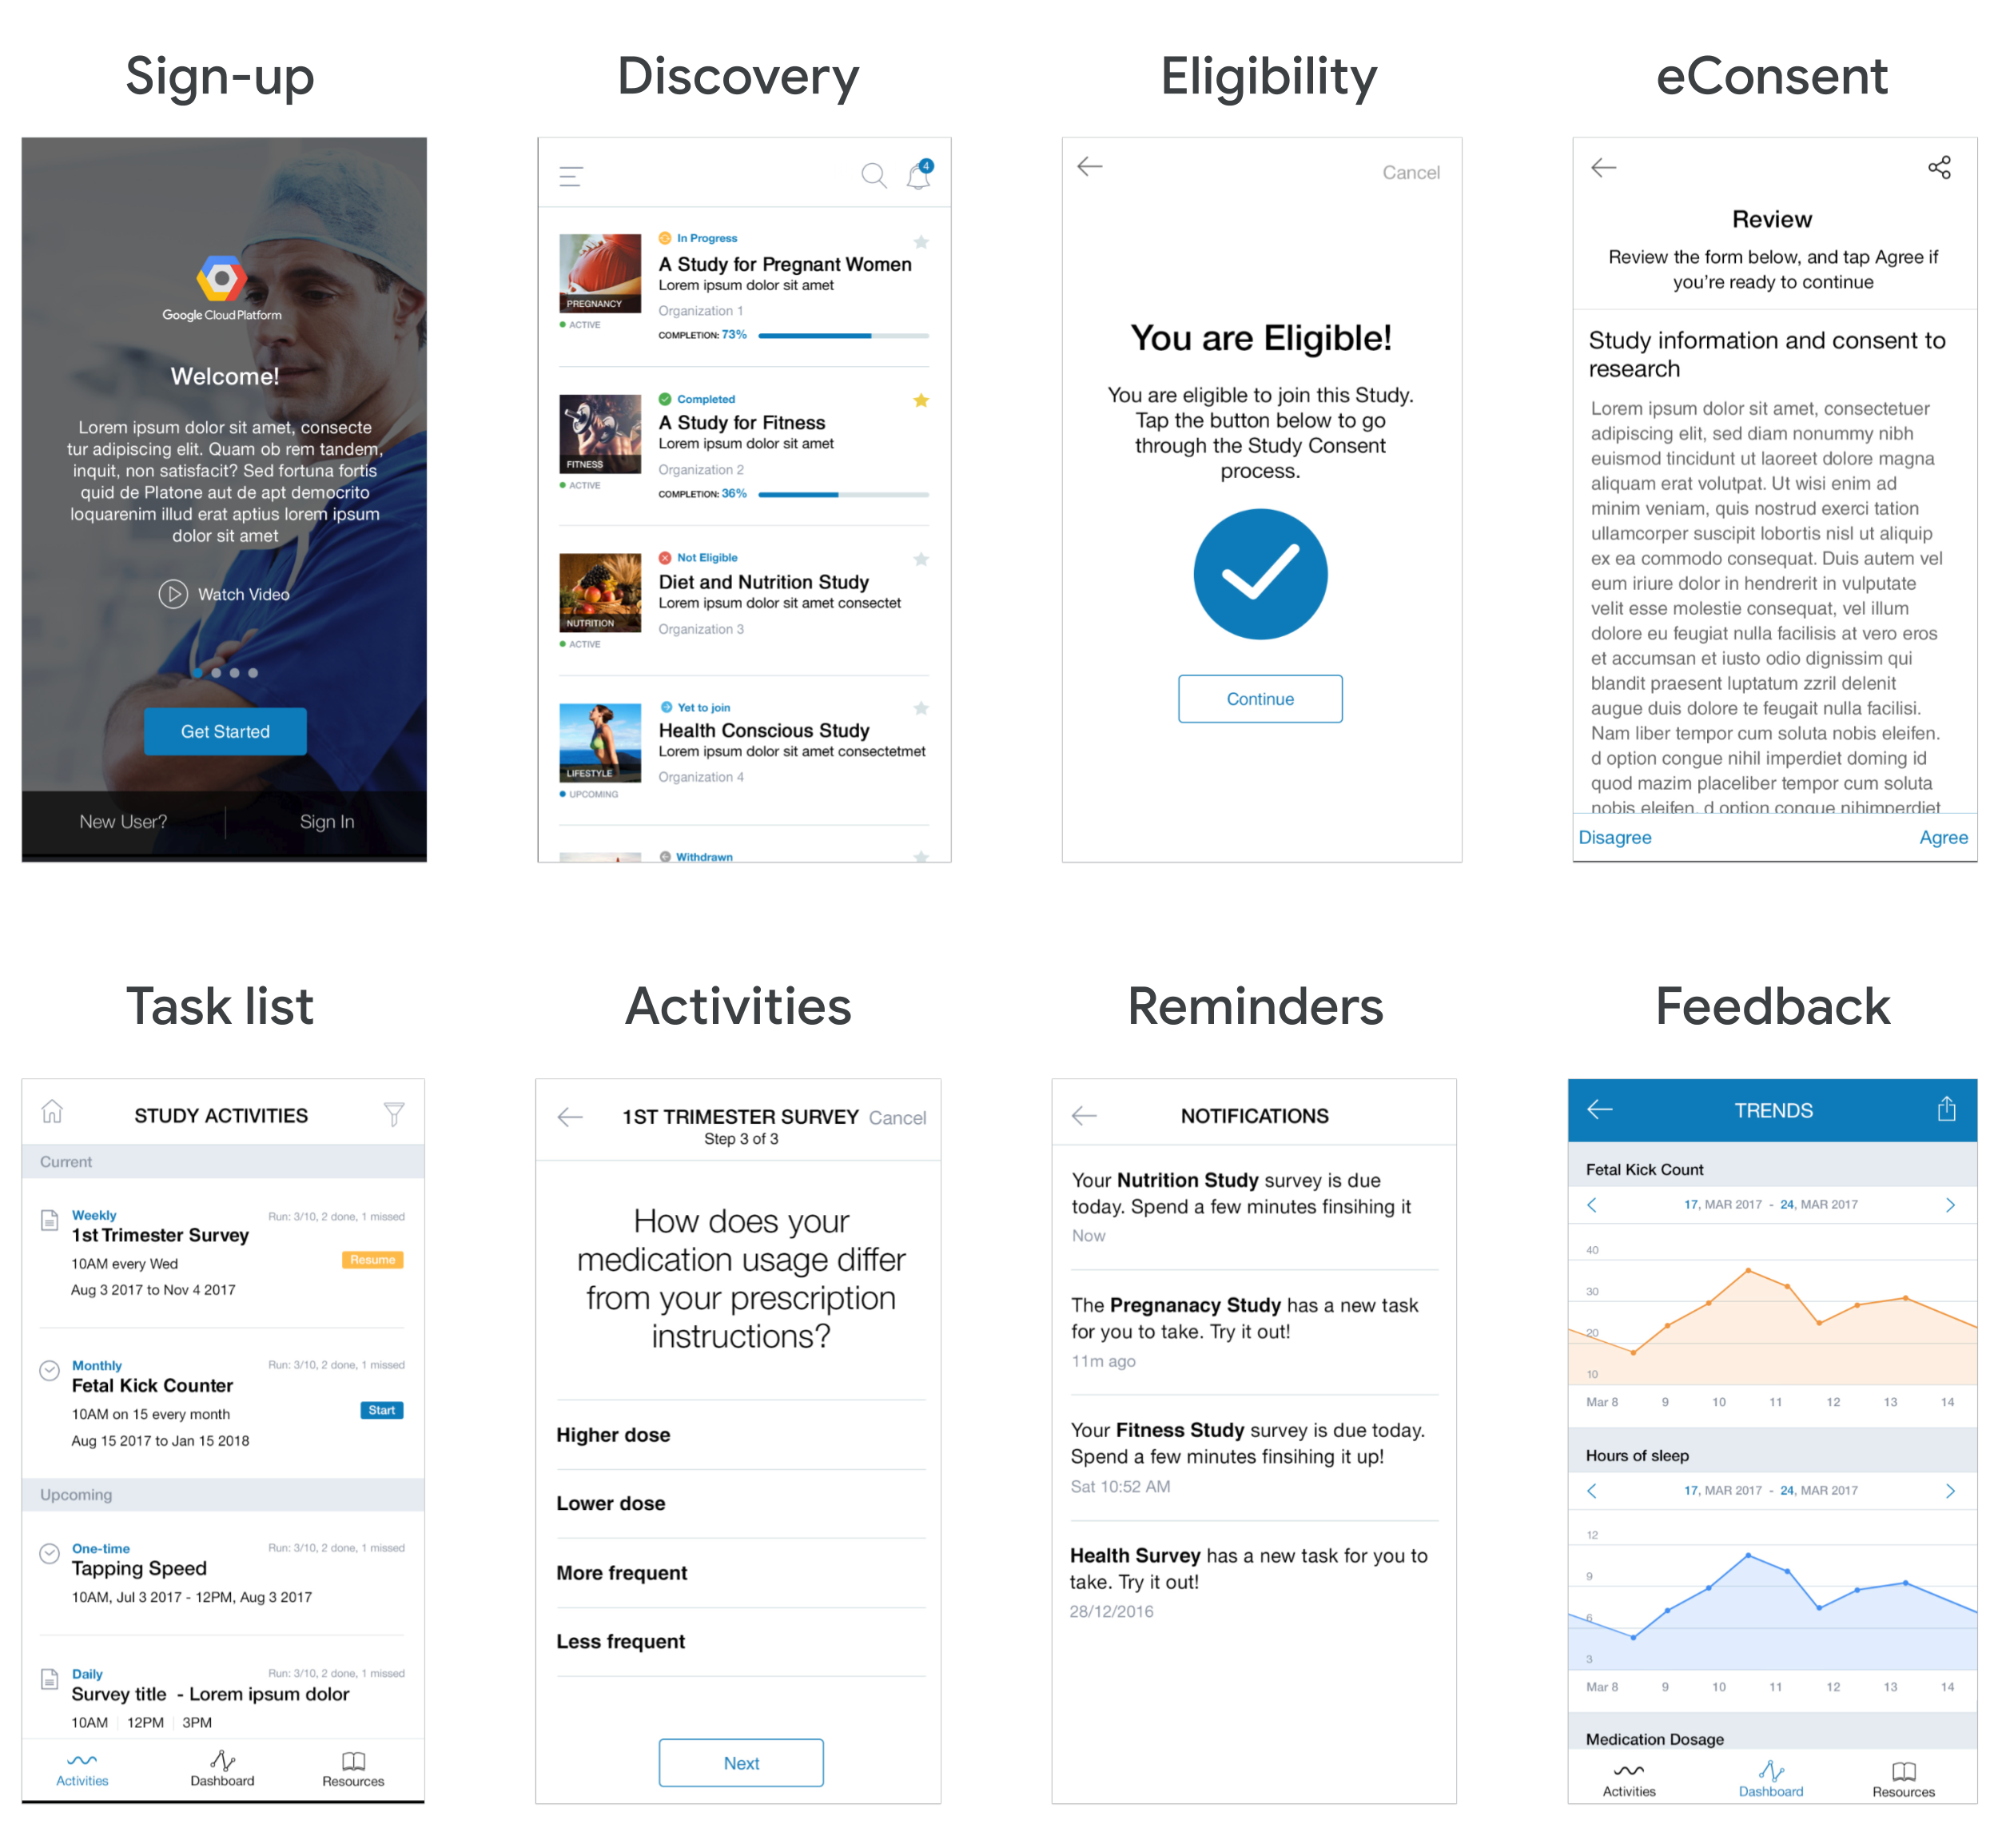 Sign-up
Google Cloud Platform
Welcome!
Lorem ipsum dolor sit amet, consecte
tur adipiscing elit. Quam ob rem tandem,
inquit, non satisfacit? Sed fortuna fortis
quid de Platone aut de apt democrito
loquarenim illud erat aptius lorem ipsum
dolor sit amet
Watch Video
Get Started
New User?
Sign In
Discovery
4
In Progress
A Study for Pregnant Women
Lorem ipsum dolor sit amet
Organization 1
PREGNANCY
ACTIVE
COMPLETION: 73%
Completed
A Study for Fitness
Lorem ipsum dolor sit amet
Organization 2
FITNESS
ACTIVE
COMPLETION: 36%
Not Eligible
Diet and Nutrition Study
Lorem ipsum dolor sit amet consectet
Organization 3
NUTRITION
ACTIVE
Yet to join
Health Conscious Study
Lorem ipsum dolor sit amet consectetmet
Organization 4
LIFESTYLE
UPCOMING
Withdrawn
Eligibility
Cancel
You are Eligible!
You are eligible to join this Study.
Tap the button below to go
through the Study Consent
process.
Continue
eConsent
Review
Review the form below, and tap Agree if
you're ready to continue
Study information and consent to
research
Lorem ipsum dolor sit amet, consectetuer
adipiscing elit, sed diam nonummy nibh
euismod tincidunt ut laoreet dolore magna
aliquam erat volutpat. Ut wisi enim ad
minim veniam, quis nostrud exerci tation
ullamcorper suscipit lobortis nisl ut aliquip
ex ea commodo consequat. Duis autem vel
eum iriure dolor in hendrerit in vulputate
velit esse molestie consequat, vel illum
dolore eu feugiat nulla facilisis at vero eros
et accumsan et iusto odio dignissim qui
blandit praesent luptatum zzril delenit
augue duis dolore te feugait nulla facilisi.
Nam liber tempor cum soluta nobis eleifen.
d option congue nihil imperdiet doming id
quod mazim placeliber tempor cum soluta
nobis eleifen. d option congue nihimperdiet
Disagree
Agree
Task list
STUDY ACTIVITIES
Current
Weekly
Run: 3/10, 2 done, 1 missed
1st Trimester Survey
10AM every Wed
Resume
Aug 3 2017 to Nov 4 2017
Monthly
Run: 3/10, 2 done, 1 missed
Fetal Kick Counter
10AM on 15 every month
Start
Aug 15 2017 to Jan 15 2018
Upcoming
One-time
Run: 3/10, 2 done, 1 missed
Tapping Speed
10AM, Jul 3 2017 - 12PM, Aug 3 2017
Daily
Run: 3/10, 2 done, 1 missed
Survey title - Lorem ipsum dolor
10AM 12PM 3PM
Activities
Dashboard
Resources
Activities
1ST TRIMESTER SURVEY
Cancel
Step 3 of 3
How does your
medication usage differ
from your prescription
instructions?
Higher dose
Lower dose
More frequent
Less frequent
Next
Reminders
NOTIFICATIONS
Your Nutrition Study survey is due
today. Spend a few minutes finsihing it
Now
The Pregnanacy Study has a new task
for you to take. Try it out!
11m ago
Your Fitness Study survey is due today.
Spend a few minutes finsihing it up!
Sat 10:52 AM
Health Survey has a new task for you to
take. Try it out!
28/12/2016
Feedback
TRENDS
Fetal Kick Count
17, MAR 2017 - 24, MAR 2017
40
30
20
10
Mar 8 9 10 11 12 13 14
Hours of sleep
17, MAR 2017 - 24, MAR 2017
12
9
6
3
Mar 8 9 10 11 12 13 14
Medication Dosage
Activities
Dashboard
Resources